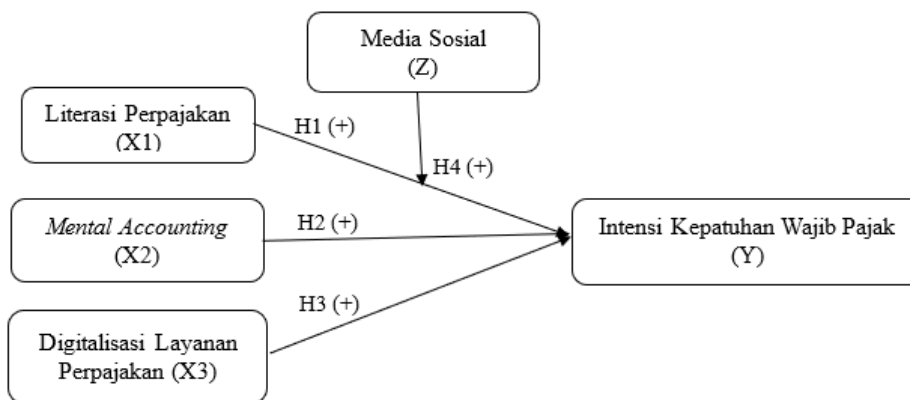 Media Sosial
(Z)
Literasi Perpajakan
(X1)
H1 (+)
H4 (+)
Mental Accounting
(X2)
H2 (+)
Intensi Kepatuhan Wajib Pajak
(Y)
H3 (+)
Digitalisasi Layanan
Perpajakan (X3)